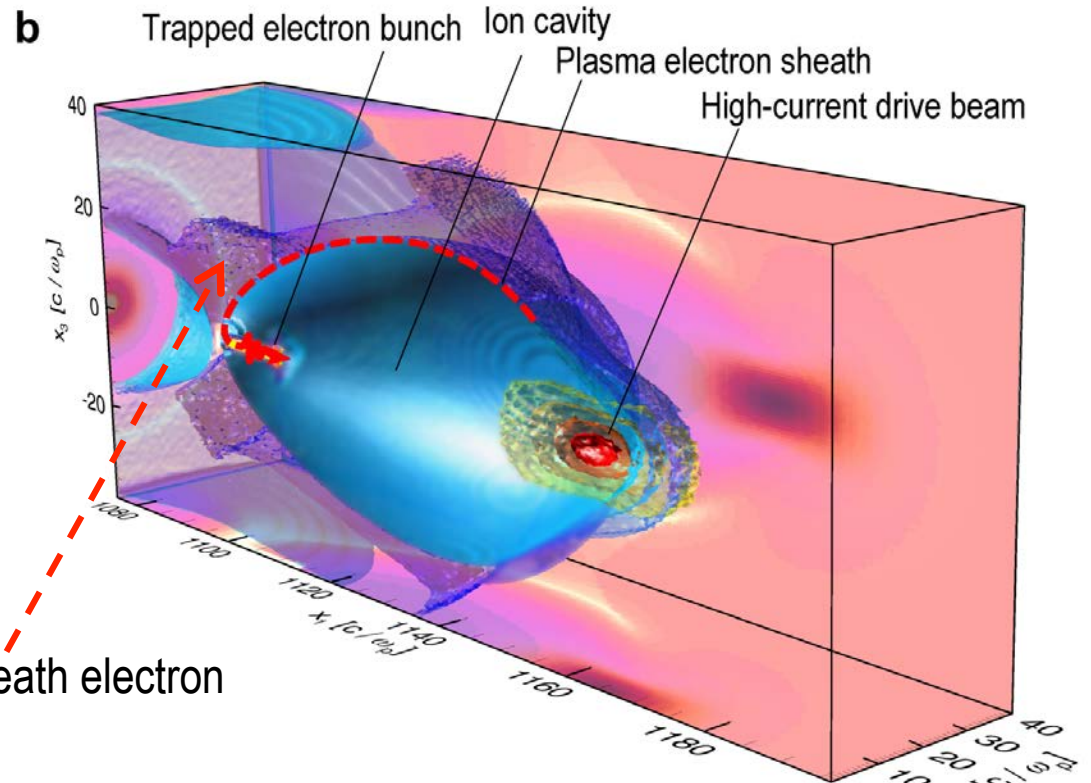 b
Trapped electron bunch
Ion cavity
Plasma electron sheath
High-current drive beam
40
20
0
-20
x₃ [c / ωₚ]
1080
1100
1120
1140
1160
1180
x₁ [c / ωₚ]
10
20
30
40
eath electron